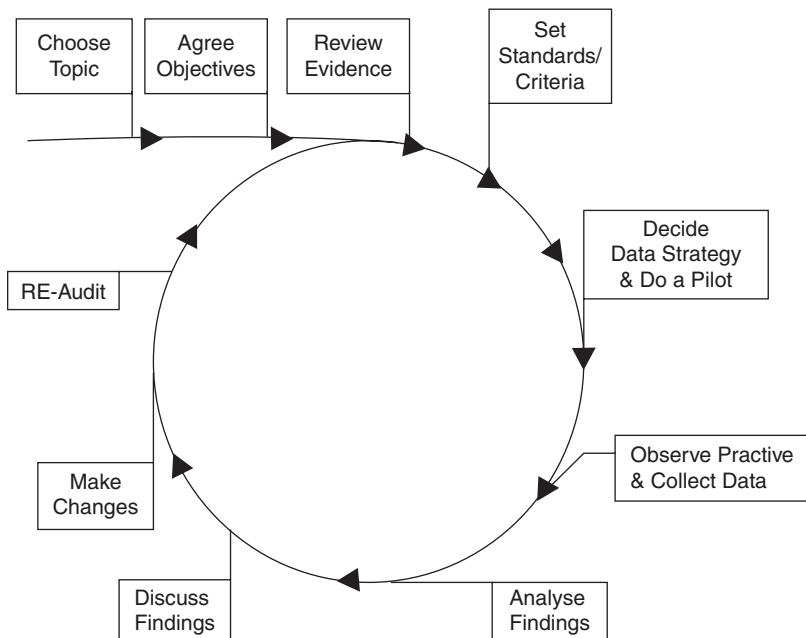 Choose
Topic
Agree
Objectives
Review
Evidence
Set
Standards/
Criteria
Decide
Data Strategy
& Do a Pilot
Observe Practive
& Collect Data
Analyse
Findings
Discuss
Findings
Make
Changes
RE-Audit